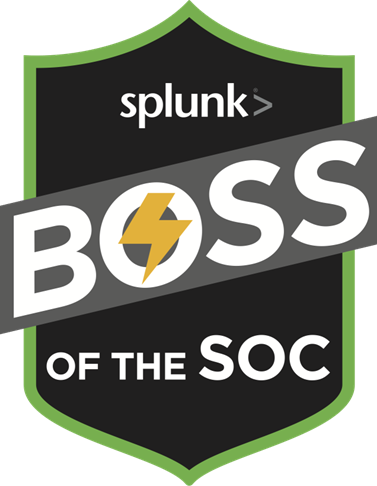 splunk>
BOSS
OF THE SOC